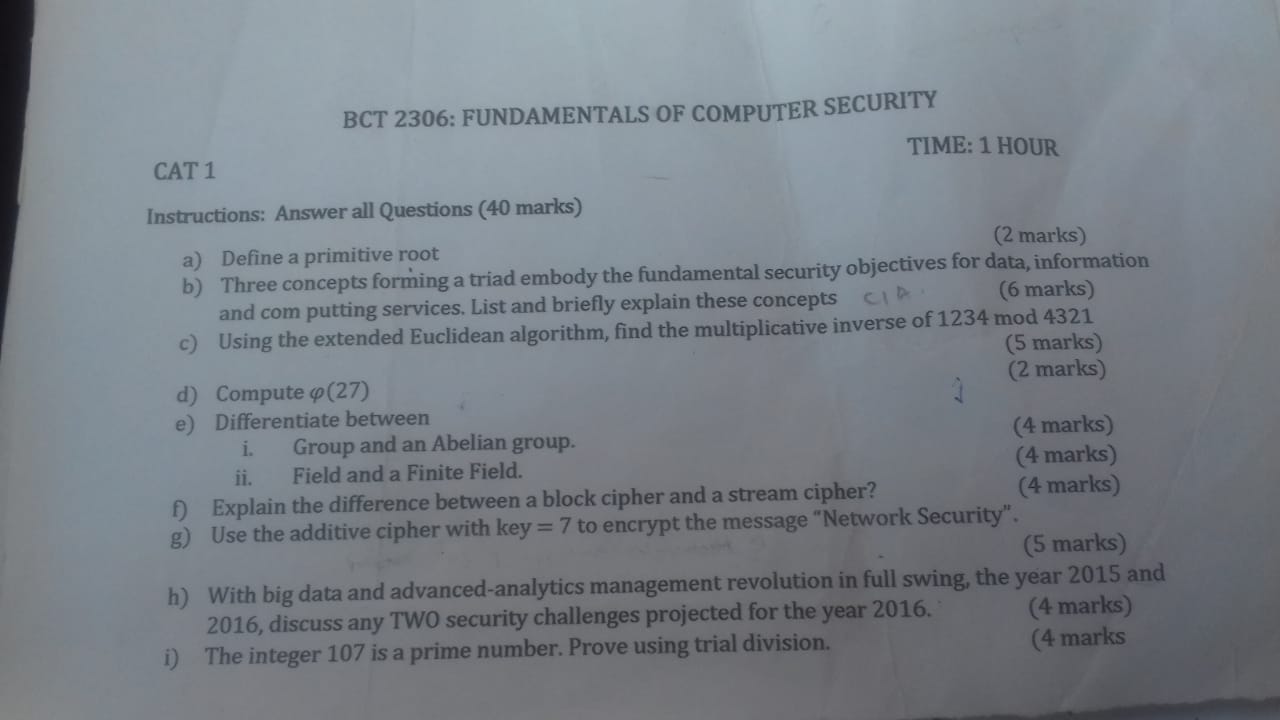 BCT 2306: FUNDAMENTALS OF COMPUTER SECURITY
TIME: 1 HOUR
CAT 1
Instructions: Answer all Questions (40 marks)
a) Define a primitive root (2 marks)
b) Three concepts forming a triad embody the fundamental security objectives for data, information
and com putting services. List and briefly explain these concepts CIA (6 marks)
c) Using the extended Euclidean algorithm, find the multiplicative inverse of 1234 mod 4321
(5 marks)
d) Compute φ(27) (2 marks)
e) Differentiate between
i. Group and an Abelian group. (4 marks)
ii. Field and a Finite Field. (4 marks)
f) Explain the difference between a block cipher and a stream cipher? (4 marks)
g) Use the additive cipher with key = 7 to encrypt the message "Network Security".
(5 marks)
h) With big data and advanced-analytics management revolution in full swing, the year 2015 and
2016, discuss any TWO security challenges projected for the year 2016. (4 marks)
i) The integer 107 is a prime number. Prove using trial division. (4 marks